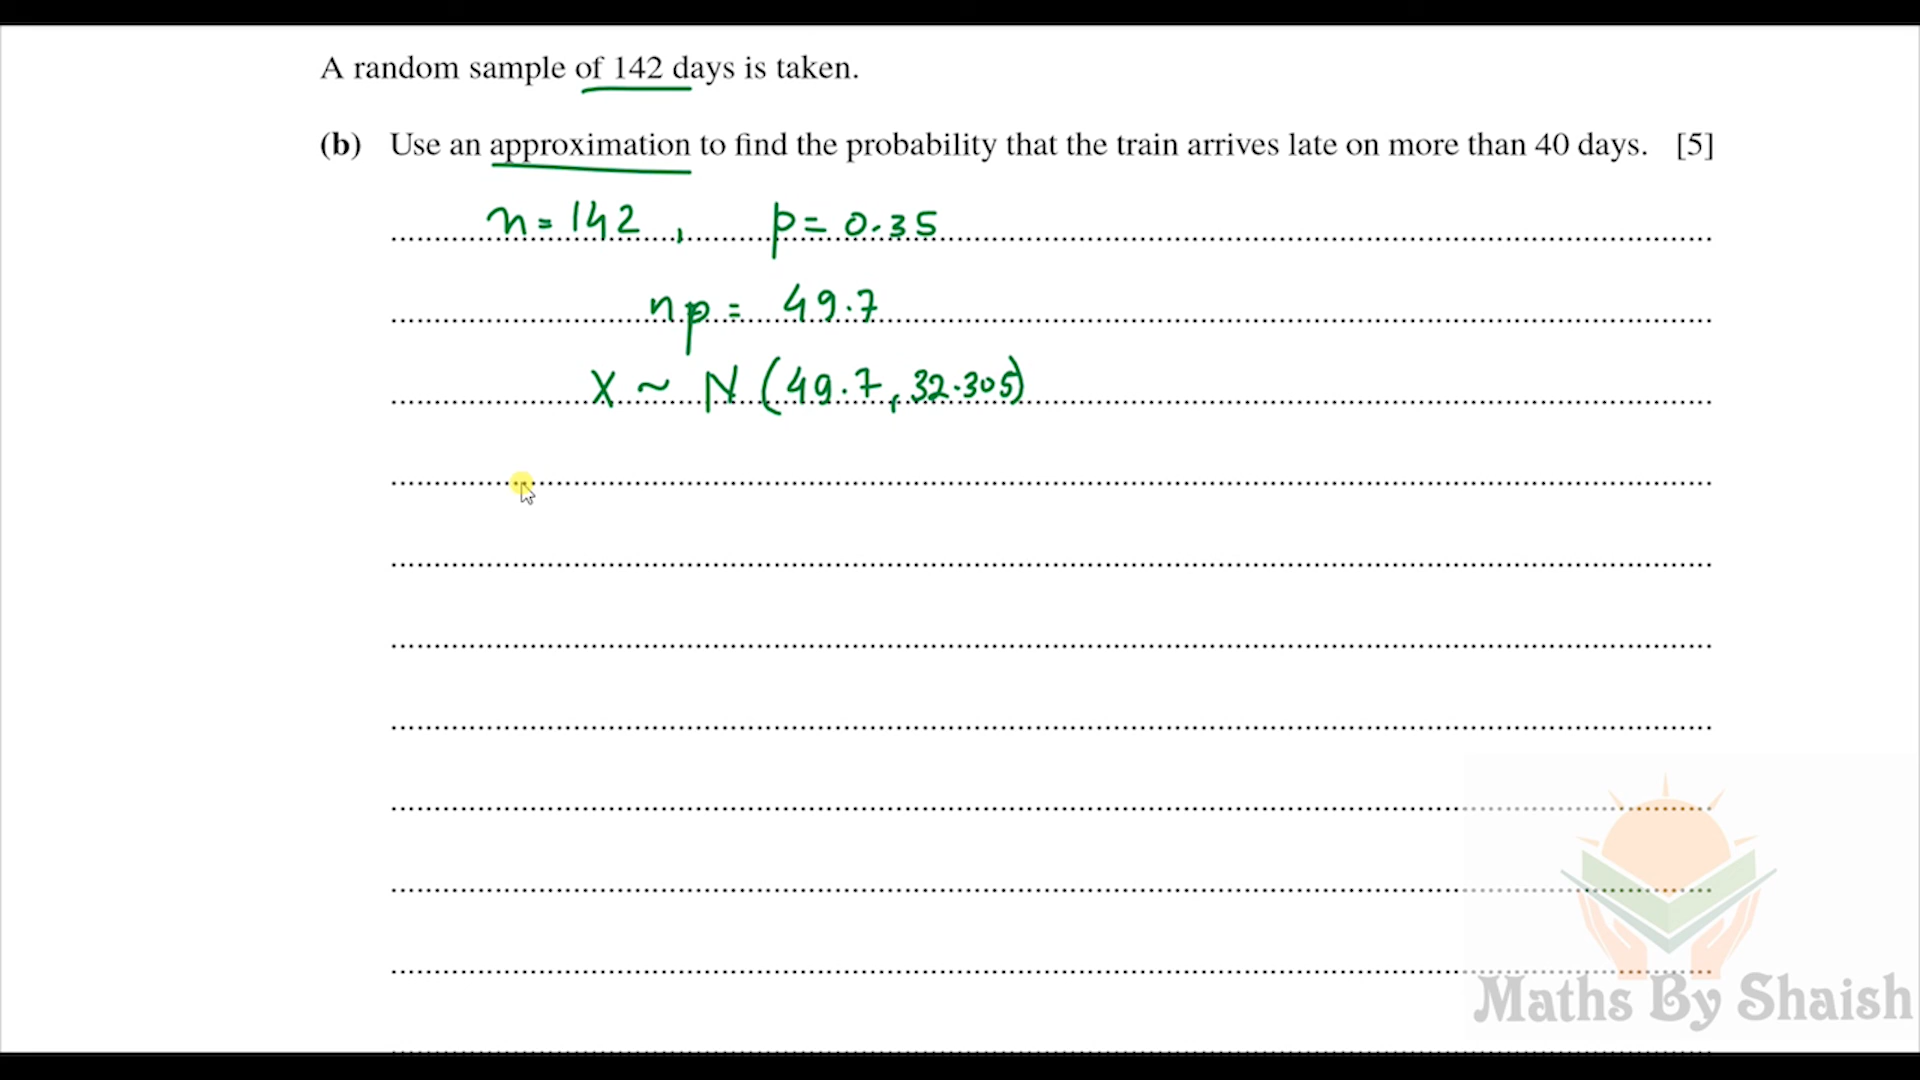 A random sample of 142 days is taken.
(b) Use an approximation to find the probability that the train arrives late on more than 40 days. [5]
n = 142 , p = 0.35
np = 49.7
X ~ N (49.7, 32.305)
Maths By Shaish